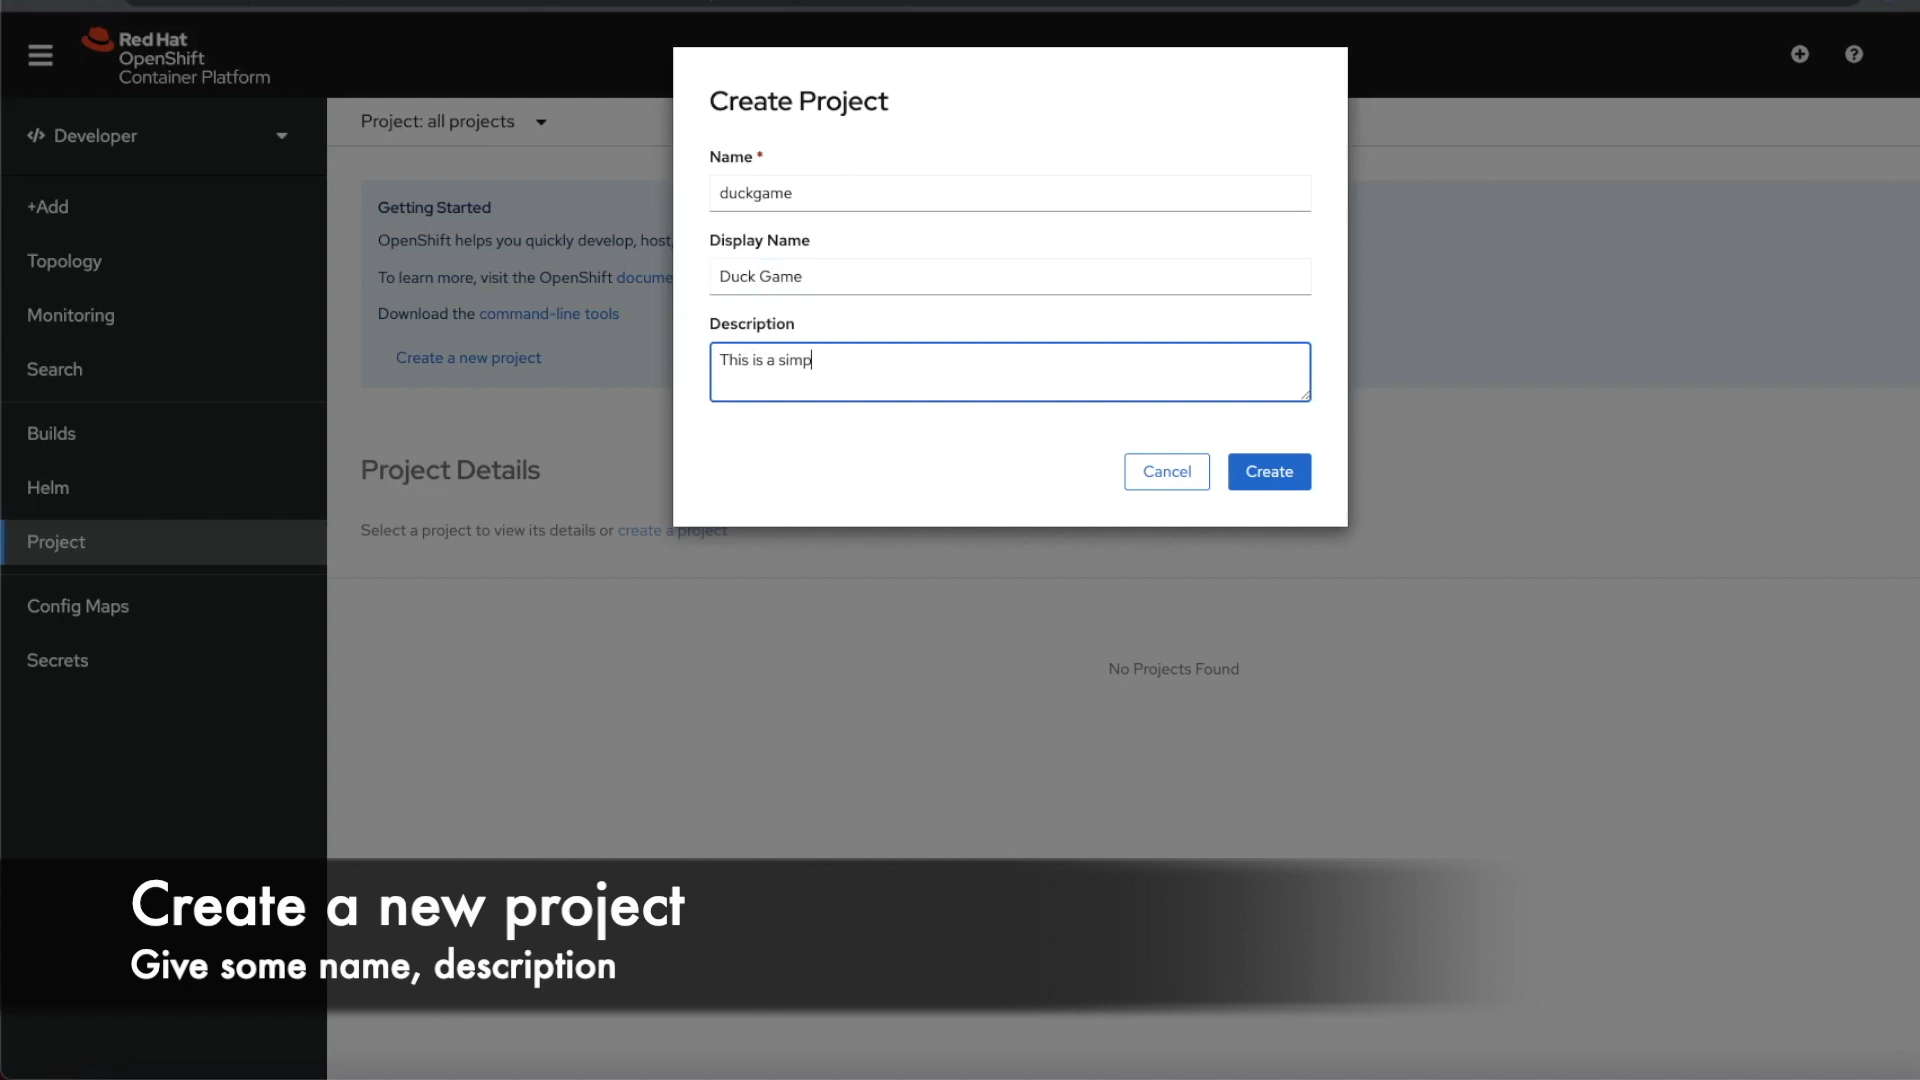 Red Hat
OpenShift
Container Platform
Developer
+Add
Topology
Monitoring
Search
Builds
Helm
Project
Config Maps
Secrets
Project: all projects
Getting Started
OpenShift helps you quickly develop, host,
To learn more, visit the OpenShift docume
Download the command-line tools
Create a new project
Project Details
Select a project to view its details or create a project
No Projects Found
Create Project
Name *
duckgame
Display Name
Duck Game
Description
This is a simp
Cancel
Create
Create a new project
Give some name, description